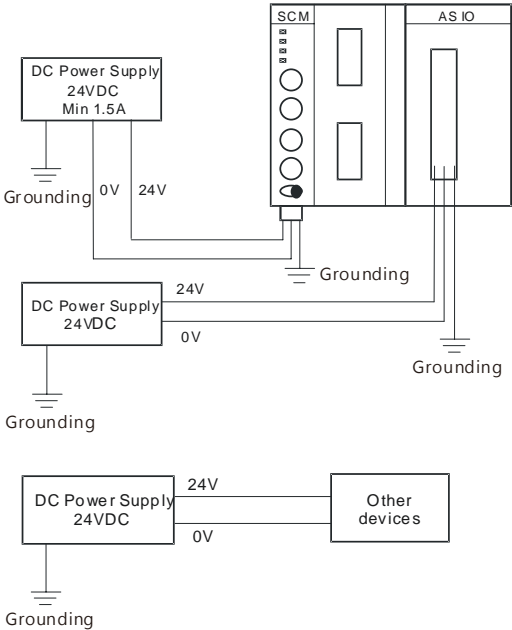 SCM
AS IO
DC Power Supply
24VDC
Min 1.5A
Grounding
0V
24V
Grounding
DC Power Supply
24VDC
24V
0V
Grounding
Grounding
DC Power Supply
24VDC
24V
0V
Other
devices
Grounding